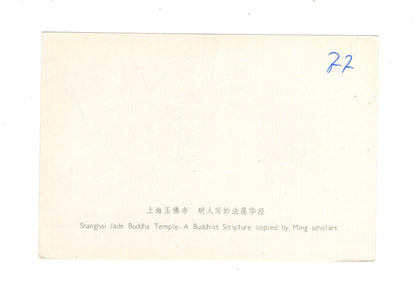 77
上海玉佛寺 明人写妙法莲华经
Shanghai Jade Buddha Temple-A Buddhist Scripture copied by Ming scholars